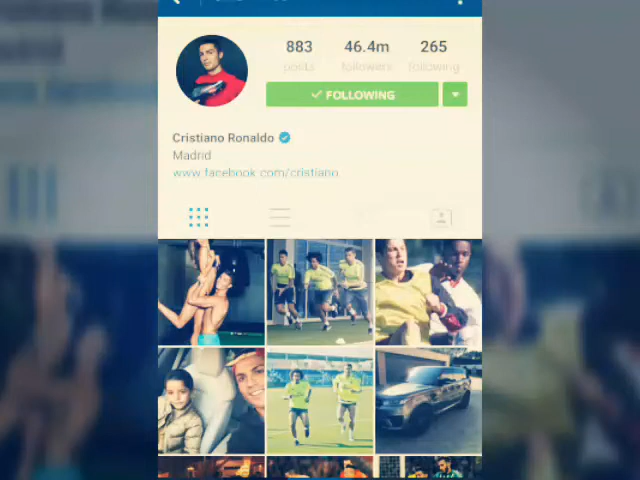 883 46.4m 265
posts followers following
FOLLOWING
Cristiano Ronaldo
Madrid
www.facebook.com/cristiano